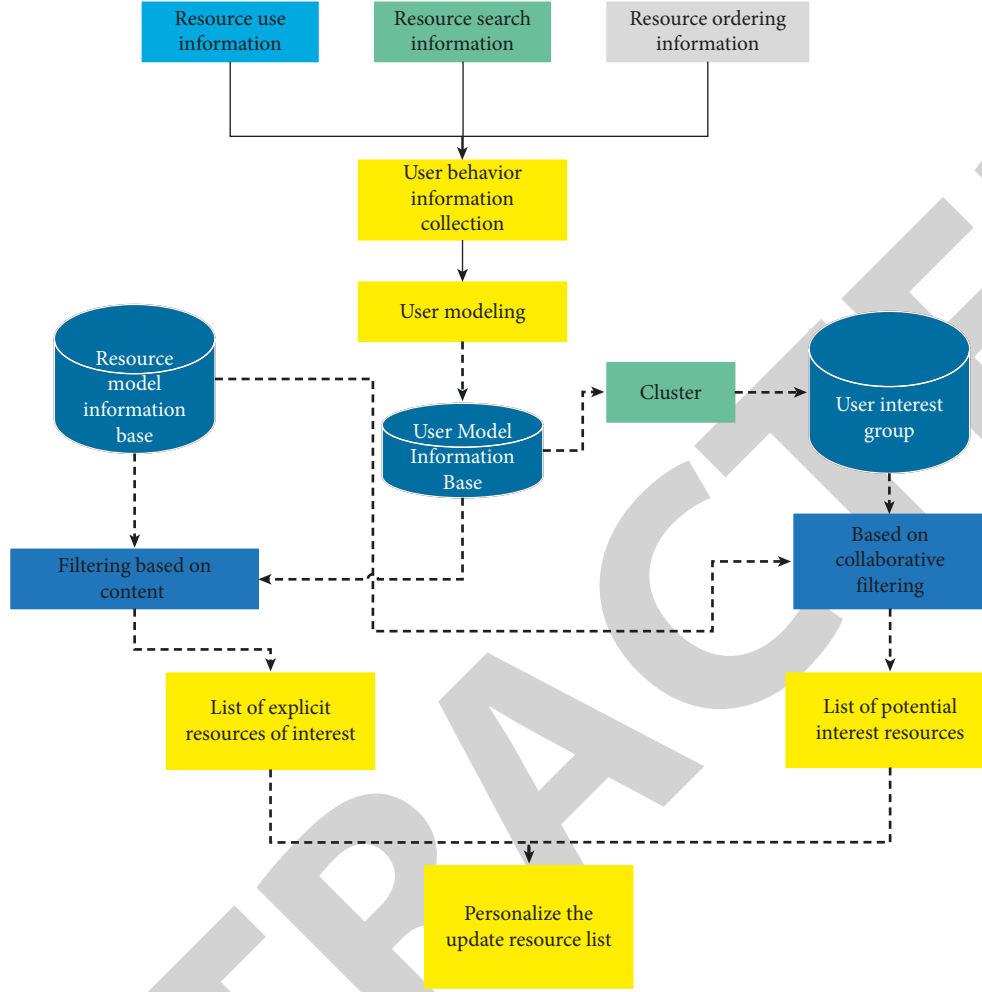 Resource use
information
Resource search
information
Resource ordering
information
User behavior
information
collection
User modeling
Resource
model
information
base
Cluster
User interest
group
User Model
Information
Base
Filtering based on
content
Based on
collaborative
filtering
List of explicit
resources of interest
List of potential
interest resources
Personalize the
update resource list
TRACTE